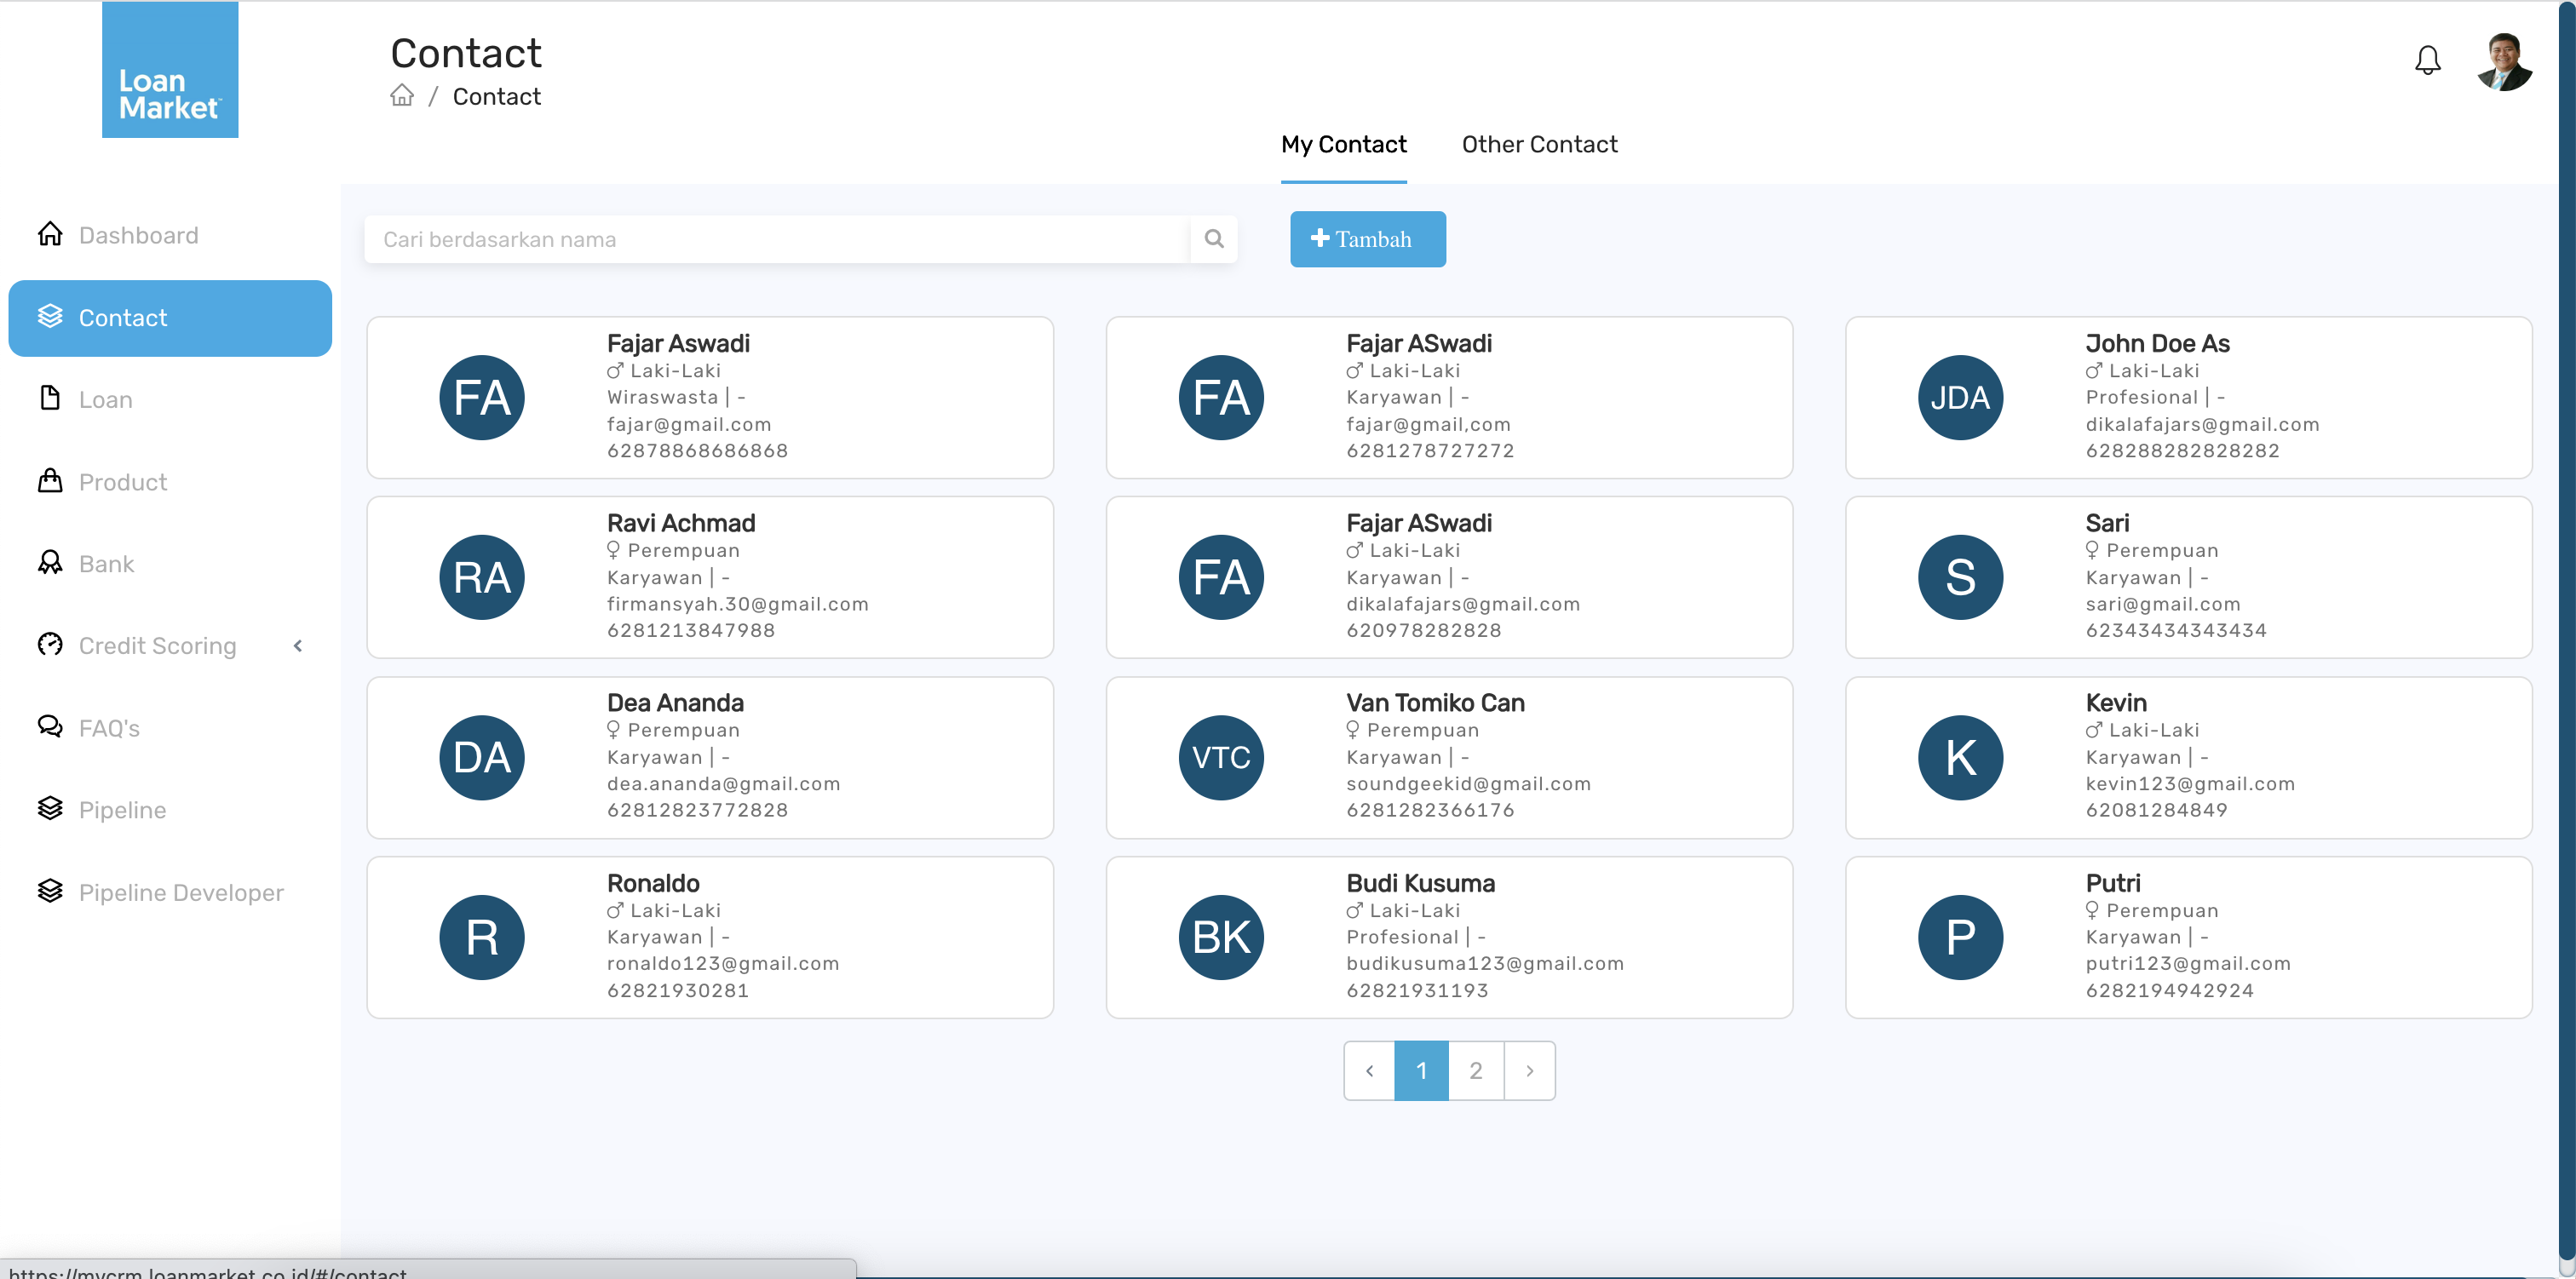 Loan
Market
Contact
/ Contact
My Contact
Other Contact
Dashboard
Contact
Loan
Product
Bank
Credit Scoring
FAQ's
Pipeline
Pipeline Developer
Cari berdasarkan nama
Tambah
FA
Fajar Aswadi
Laki-Laki
Wiraswasta | -
fajar@gmail.com
62878868686868
FA
Fajar ASwadi
Laki-Laki
Karyawan | -
fajar@gmail,com
6281278727272
JDA
John Doe As
Laki-Laki
Profesional | -
dikalafajars@gmail.com
628288282828282
RA
Ravi Achmad
Perempuan
Karyawan | -
firmansyah.30@gmail.com
6281213847988
FA
Fajar ASwadi
Laki-Laki
Karyawan | -
dikalafajars@gmail.com
620978282828
S
Sari
Perempuan
Karyawan | -
sari@gmail.com
62343434343434
DA
Dea Ananda
Perempuan
Karyawan | -
dea.ananda@gmail.com
62812823772828
VTC
Van Tomiko Can
Perempuan
Karyawan | -
soundgeekid@gmail.com
6281282366176
K
Kevin
Laki-Laki
Karyawan | -
kevin123@gmail.com
62081284849
R
Ronaldo
Laki-Laki
Karyawan | -
ronaldo123@gmail.com
62821930281
BK
Budi Kusuma
Laki-Laki
Profesional | -
budikusuma123@gmail.com
62821931193
P
Putri
Perempuan
Karyawan | -
putri123@gmail.com
6282194942924
1 2
https://mycrm.loanmarket.co.id/#/contact